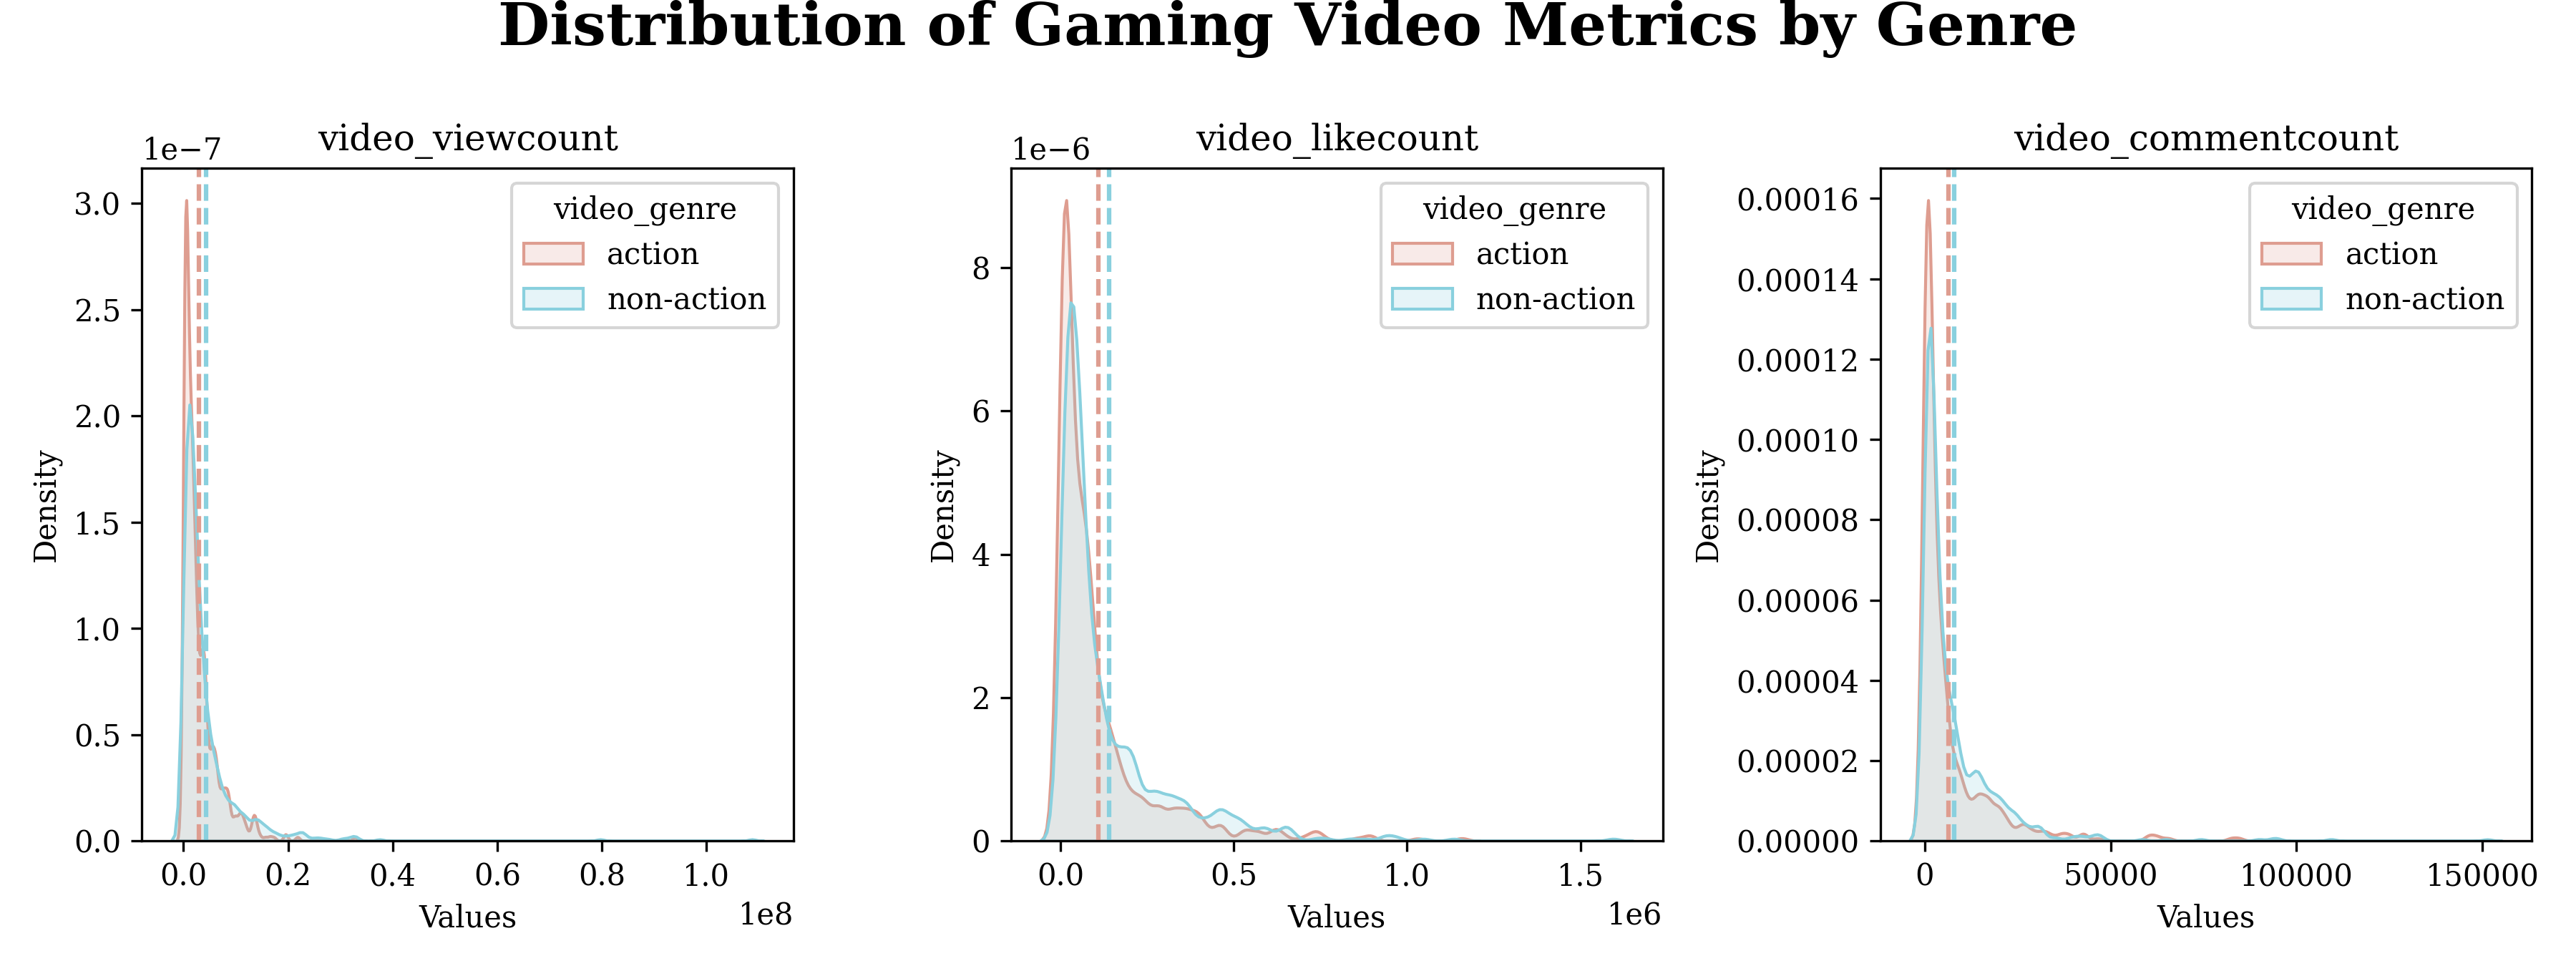 Distribution of Gaming Video Metrics by Genre
video_viewcount
1e−7
video_genre
action
non-action
3.0
2.5
2.0
1.5
1.0
0.5
0.0
Density
0.0 0.2 0.4 0.6 0.8 1.0
1e8
Values
video_likecount
1e−6
video_genre
action
non-action
8
6
4
2
0
Density
0.0 0.5 1.0 1.5
1e6
Values
video_commentcount
video_genre
action
non-action
0.00016
0.00014
0.00012
0.00010
0.00008
0.00006
0.00004
0.00002
0.00000
Density
0 50000 100000 150000
Values